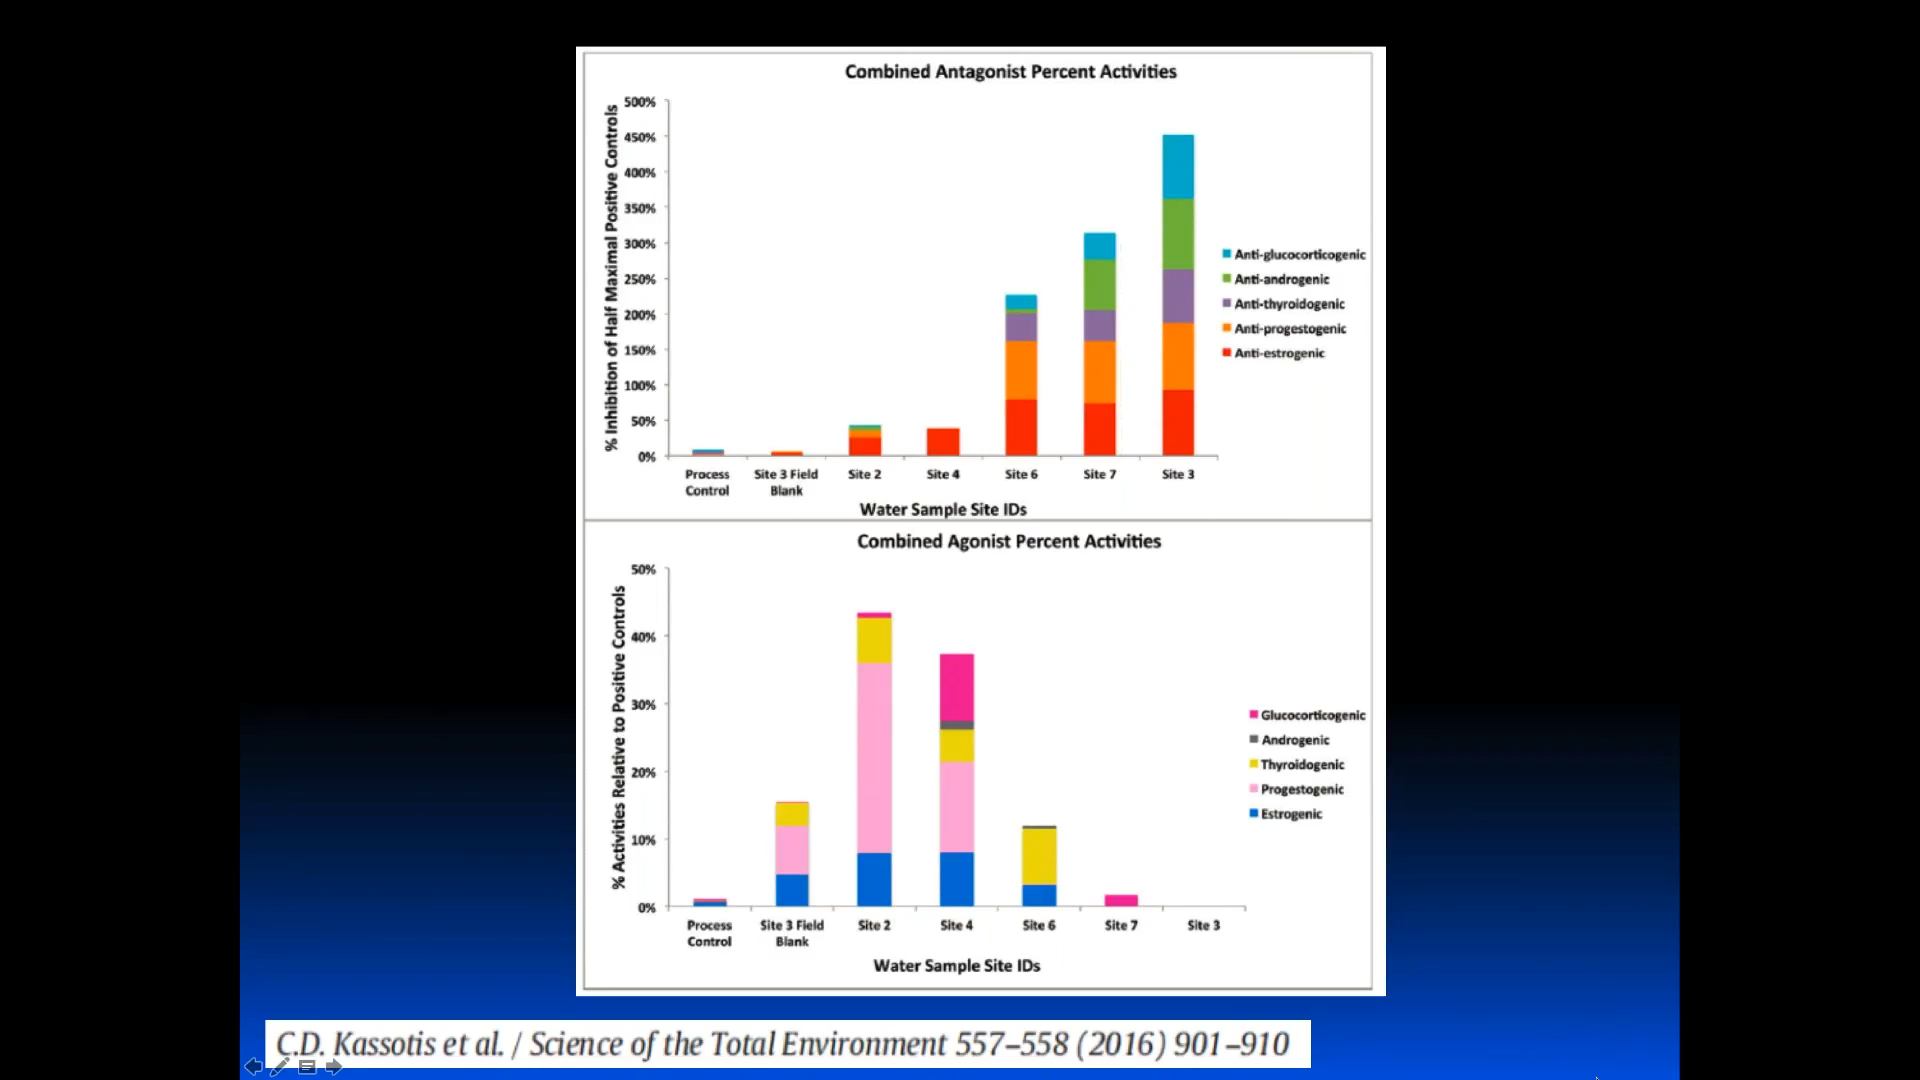 Combined Antagonist Percent Activities
% Inhibition of Half Maximal Positive Controls
500%
450%
400%
350%
300%
250%
200%
150%
100%
50%
0%
Anti-glucocorticogenic
Anti-androgenic
Anti-thyroidogenic
Anti-progestogenic
Anti-estrogenic
Process Control
Site 3 Field Blank
Site 2
Site 4
Site 6
Site 7
Site 3
Water Sample Site IDs
Combined Agonist Percent Activities
% Activities Relative to Positive Controls
50%
40%
30%
20%
10%
0%
Glucocorticogenic
Androgenic
Thyroidogenic
Progestogenic
Estrogenic
Process Control
Site 3 Field Blank
Site 2
Site 4
Site 6
Site 7
Site 3
Water Sample Site IDs
C.D. Kassotis et al. / Science of the Total Environment 557–558 (2016) 901–910